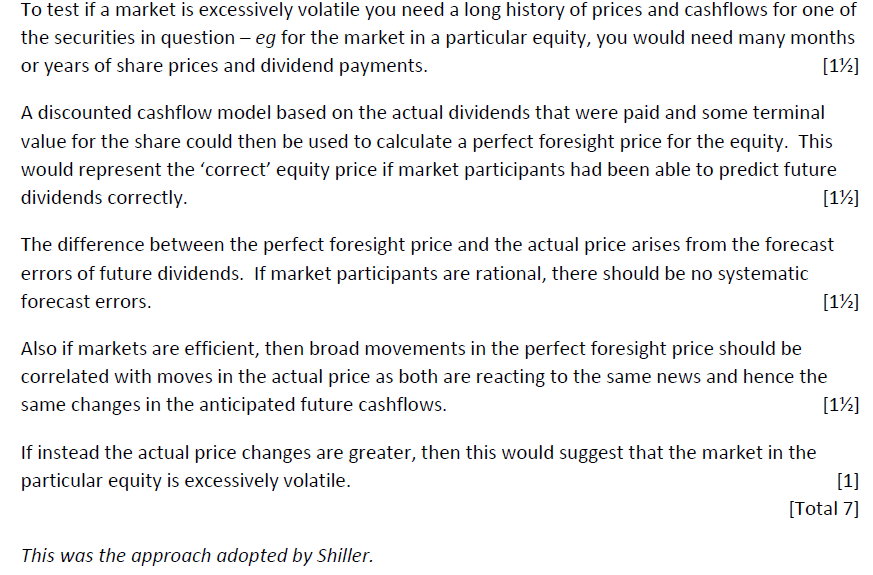 To test if a market is excessively volatile you need a long history of prices and cashflows for one of
the securities in question – eg for the market in a particular equity, you would need many months
or years of share prices and dividend payments. [1½]
A discounted cashflow model based on the actual dividends that were paid and some terminal
value for the share could then be used to calculate a perfect foresight price for the equity. This
would represent the ‘correct’ equity price if market participants had been able to predict future
dividends correctly. [1½]
The difference between the perfect foresight price and the actual price arises from the forecast
errors of future dividends. If market participants are rational, there should be no systematic
forecast errors. [1½]
Also if markets are efficient, then broad movements in the perfect foresight price should be
correlated with moves in the actual price as both are reacting to the same news and hence the
same changes in the anticipated future cashflows. [1½]
If instead the actual price changes are greater, then this would suggest that the market in the
particular equity is excessively volatile. [1]
[Total 7]
This was the approach adopted by Shiller.